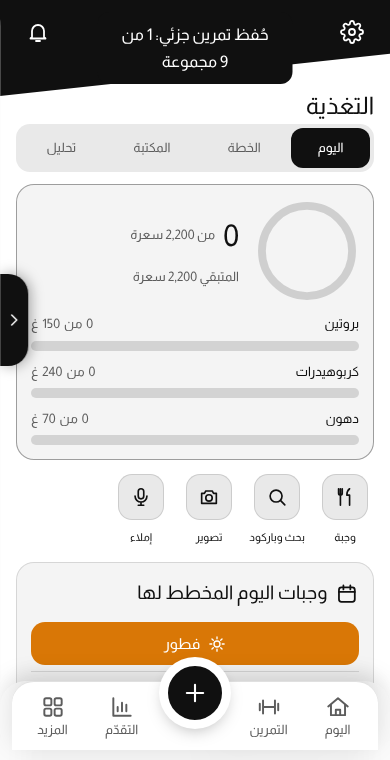 حُفظ تمرين جزئي: 1 من
9 مجموعة
التغذية
اليوم
الخطة
المكتبة
تحليل
0 من 2,200 سعرة
المتبقي 2,200 سعرة
بروتين 0 من 150 غ
كربوهيدرات 0 من 240 غ
دهون 0 من 70 غ
وجبة
بحث وباركود
تصوير
إملاء
وجبات اليوم المخطط لها
فطور
اليوم
التمرين
التقدّم
المزيد